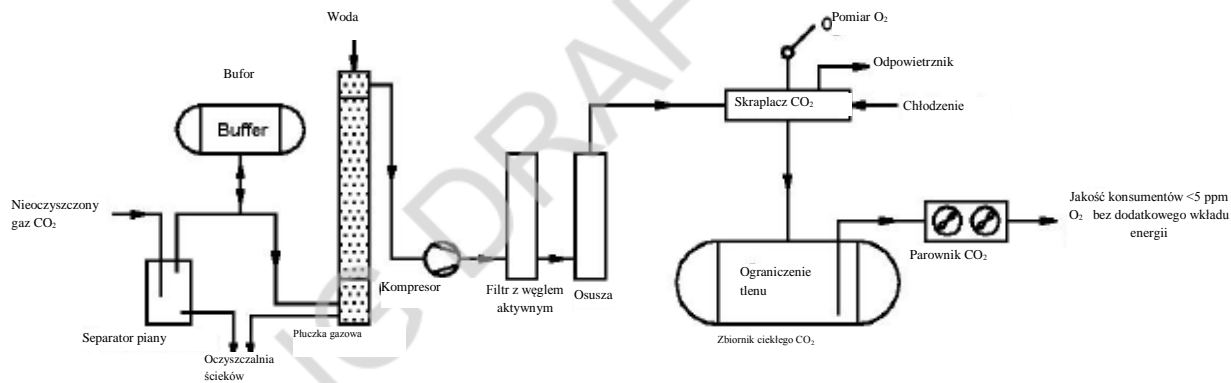 Woda
Pomiar O₂
Odpowietrznik
Bufor
Skraplacz CO₂
Chłodzenie
Buffer
Nieoczyszczony
gaz CO₂
Jakość konsumentów <5 ppm
O₂ bez dodatkowego wkładu
energii
Parownik CO₂
Kompresor
Filtr z węglem
aktywnym
Osusza
Ograniczenie
tlenu
Separator piany
Płuczka gazowa
Zbiornik ciekłego CO₂
Oczyszczalnia
ścieków
DRAF